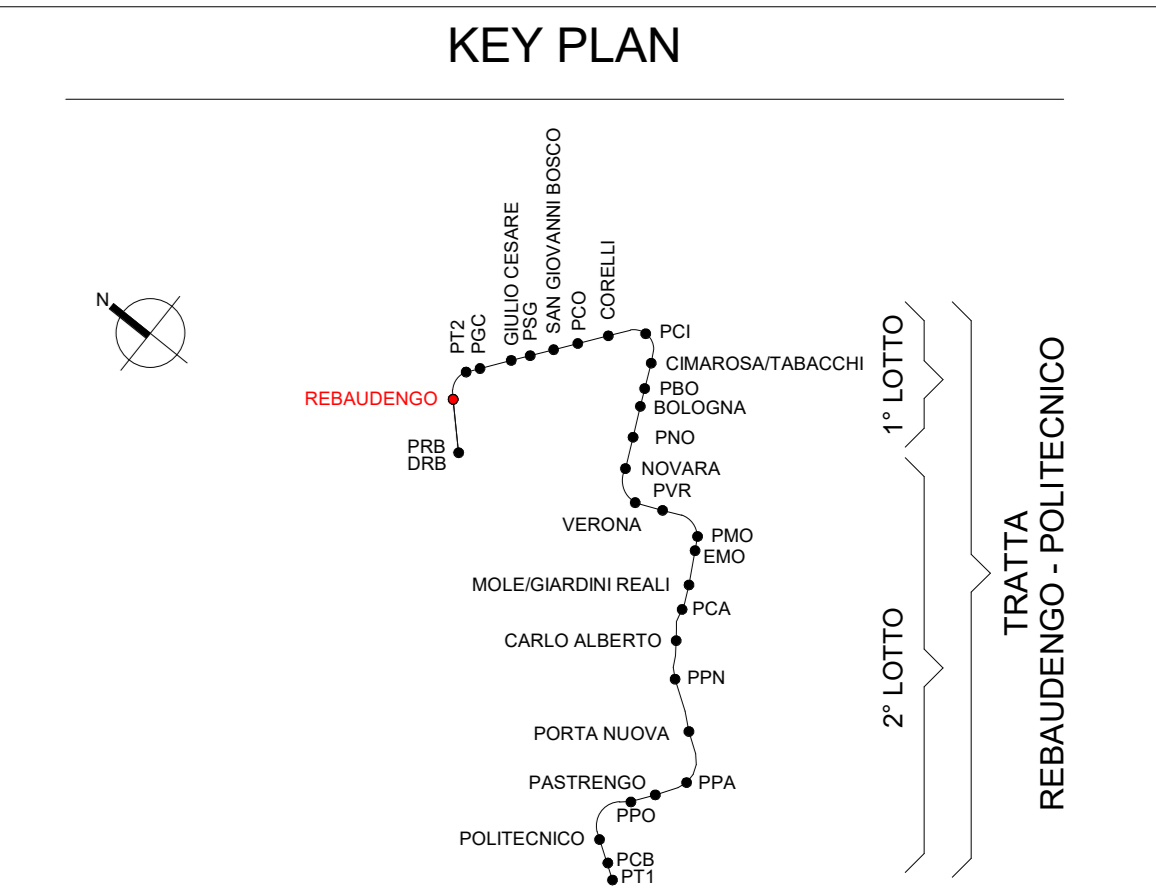 KEY PLAN
N
PT2
PGC
GIULIO CESARE
PSG
SAN GIOVANNI BOSCO
PCO
CORELLI
PCI
CIMAROSA/TABACCHI
REBAUDENGO
PBO
BOLOGNA
PRB
DRB
PNO
NOVARA
PVR
VERONA
PMO
EMO
MOLE/GIARDINI REALI
PCA
CARLO ALBERTO
PPN
PORTA NUOVA
PASTRENGO
PPA
PPO
POLITECNICO
PCB
PT1
1° LOTTO
2° LOTTO
TRATTA
REBAUDENGO - POLITECNICO